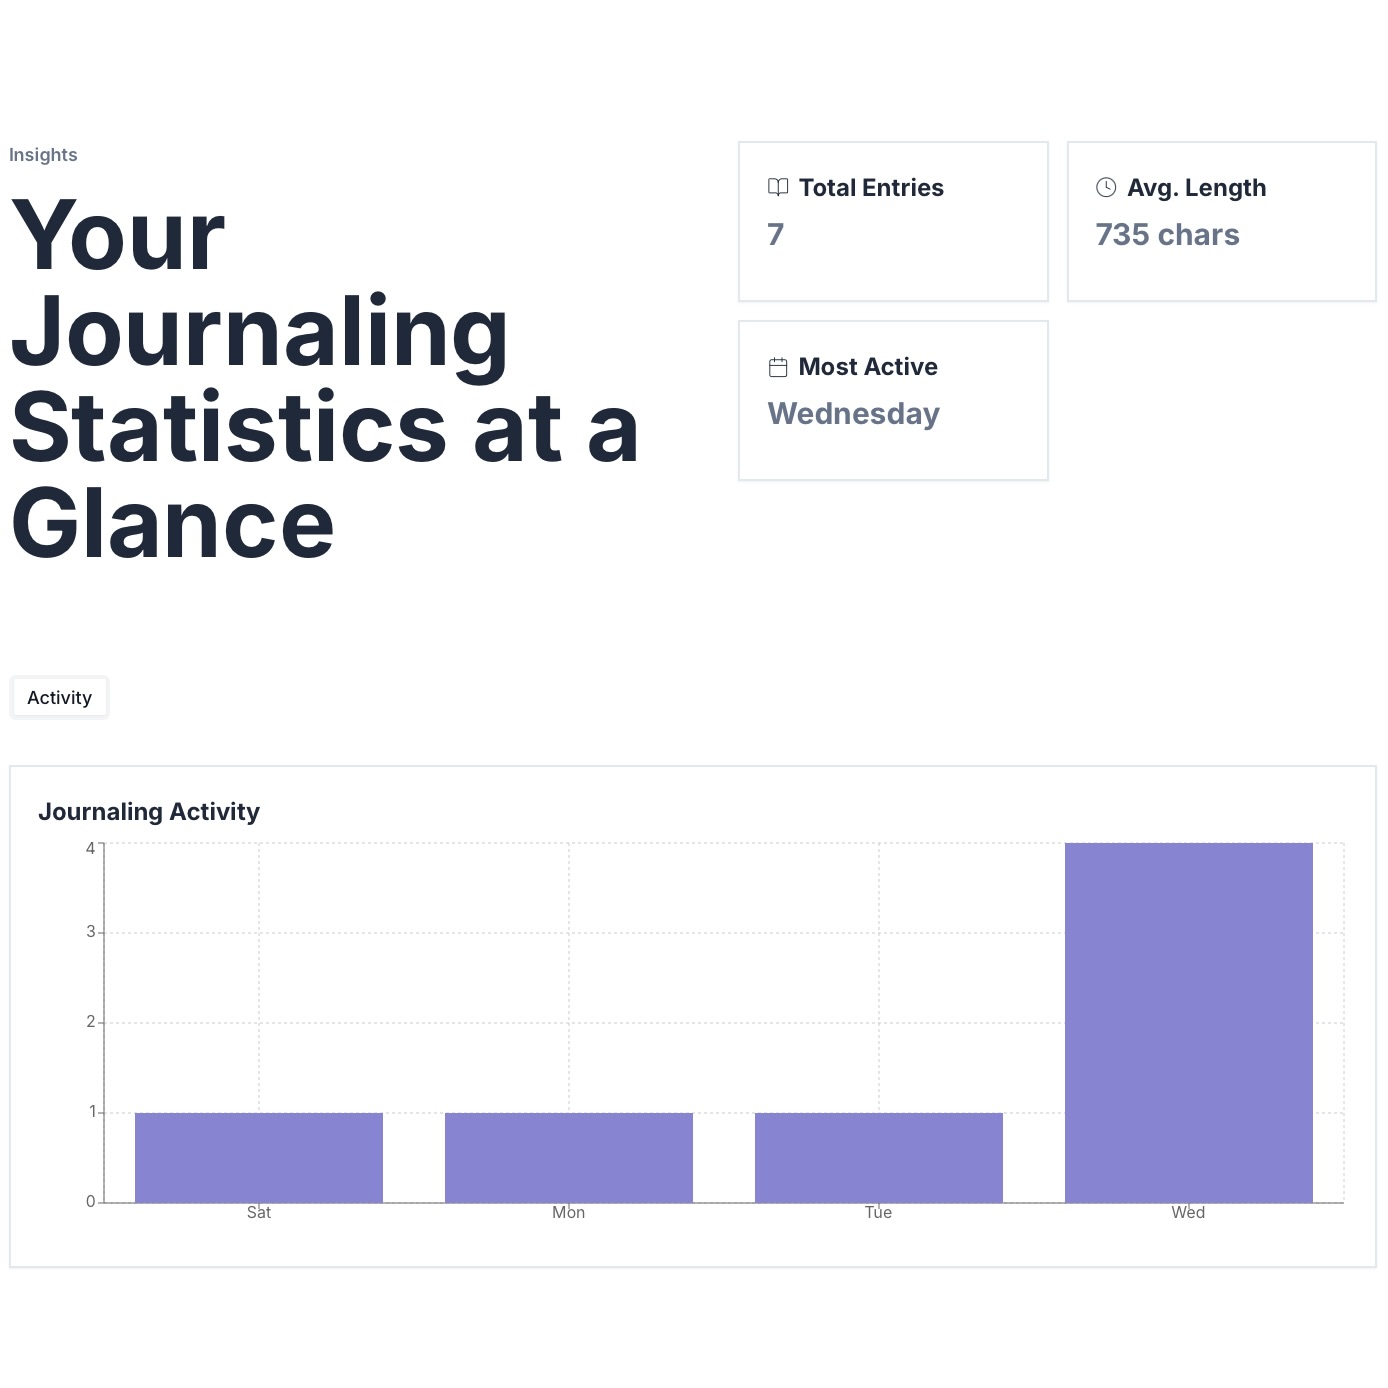 Insights
Your
Journaling
Statistics at a
Glance
Total Entries
7
Avg. Length
735 chars
Most Active
Wednesday
Activity
Journaling Activity
4
3
2
1
0
Sat Mon Tue Wed